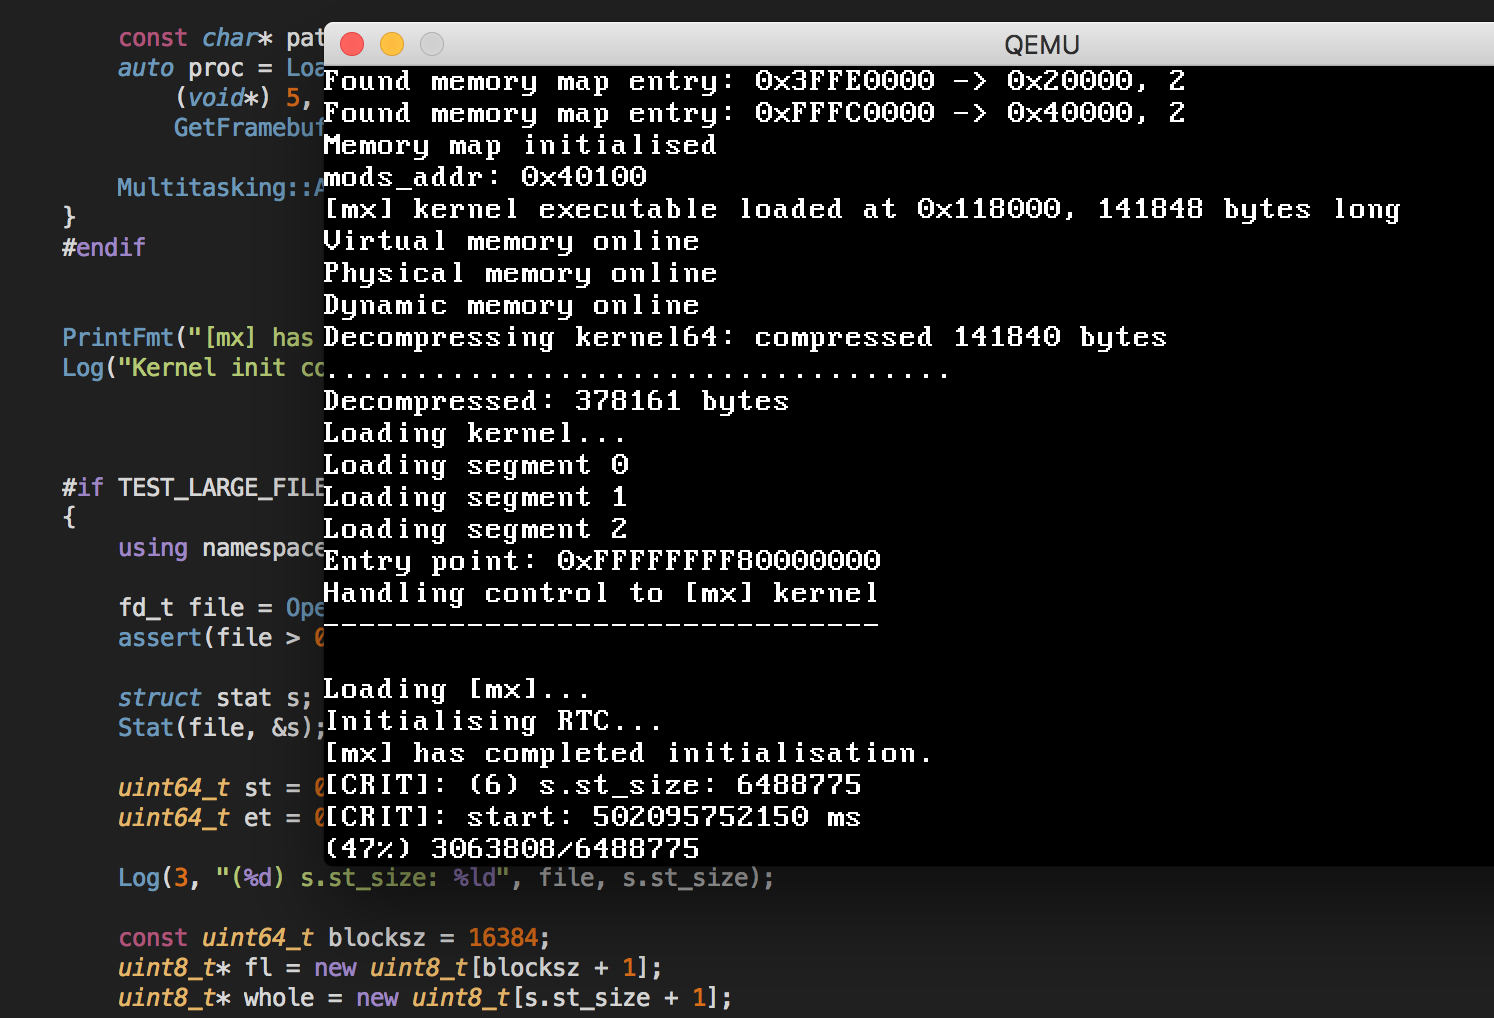 const char* pat
auto proc = Loa
(void*) 5,
GetFramebuf
Multitasking::A
}
#endif
PrintFmt("[mx] has
Log("Kernel init co
#if TEST_LARGE_FILE
{
using namespace
fd_t file = Ope
assert(file > 0
struct stat s;
Stat(file, &s);
uint64_t st = 0
uint64_t et = 0
Log(3, "(%d) s.st_size: %ld", file, s.st_size);
const uint64_t blocksz = 16384;
uint8_t* fl = new uint8_t[blocksz + 1];
uint8_t* whole = new uint8_t[s.st_size + 1];
QEMU
Found memory map entry: 0x3FFE0000 -> 0x20000, 2
Found memory map entry: 0xFFFC0000 -> 0x40000, 2
Memory map initialised
mods_addr: 0x40100
[mx] kernel executable loaded at 0x118000, 141848 bytes long
Virtual memory online
Physical memory online
Dynamic memory online
Decompressing kernel64: compressed 141840 bytes
...................................
Decompressed: 378161 bytes
Loading kernel...
Loading segment 0
Loading segment 1
Loading segment 2
Entry point: 0xFFFFFFFF80000000
Handling control to [mx] kernel
-------------------------------
Loading [mx]...
Initialising RTC...
[mx] has completed initialisation.
[CRIT]: (6) s.st_size: 6488775
[CRIT]: start: 502095752150 ms
(47%) 3063808/6488775